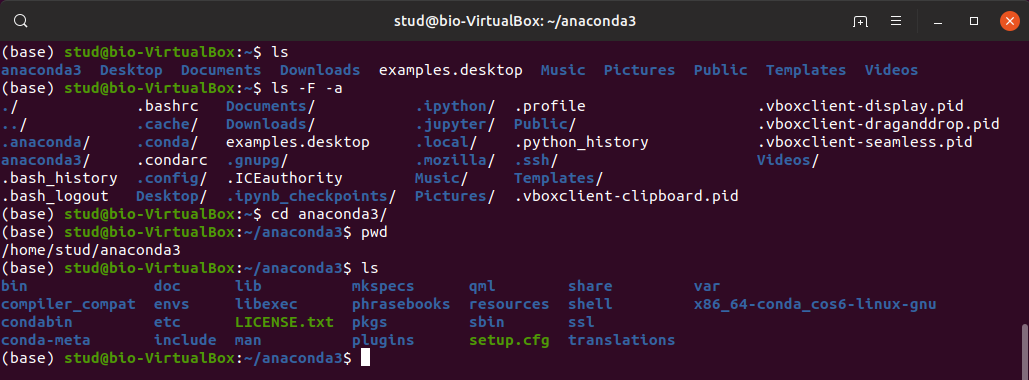 stud@bio-VirtualBox: ~/anaconda3
(base) stud@bio-VirtualBox:~$ ls
anaconda3  Desktop  Documents  Downloads  examples.desktop  Music  Pictures  Public  Templates  Videos
(base) stud@bio-VirtualBox:~$ ls -F -a
./             .bashrc   Documents/           .ipython/  .profile                   .vboxclient-display.pid
../            .cache/   Downloads/           .jupyter/  Public/                    .vboxclient-draganddrop.pid
.anaconda/     .conda/   examples.desktop     .local/    .python_history            .vboxclient-seamless.pid
anaconda3/     .condarc  .gnupg/              .mozilla/  .ssh/                      Videos/
.bash_history  .config/  .ICEauthority        Music/     Templates/
.bash_logout   Desktop/  .ipynb_checkpoints/  Pictures/  .vboxclient-clipboard.pid
(base) stud@bio-VirtualBox:~$ cd anaconda3/
(base) stud@bio-VirtualBox:~/anaconda3$ pwd
/home/stud/anaconda3
(base) stud@bio-VirtualBox:~/anaconda3$ ls
bin              doc      lib          mkspecs      qml        share         var
compiler_compat  envs     libexec      phrasebooks  resources  shell         x86_64-conda_cos6-linux-gnu
condabin         etc      LICENSE.txt  pkgs         sbin       ssl
conda-meta       include  man          plugins      setup.cfg  translations
(base) stud@bio-VirtualBox:~/anaconda3$